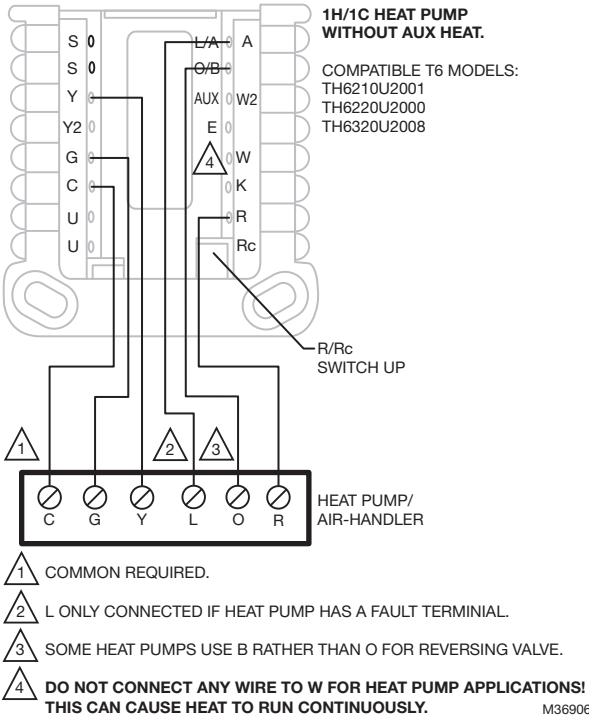 1H/1C HEAT PUMP
WITHOUT AUX HEAT.
COMPATIBLE T6 MODELS:
TH6210U2001
TH6220U2000
TH6320U2008
S L/A A
S O/B
Y AUX W2
Y2 E
G 4 W
C K
U R
U Rc
R/Rc
SWITCH UP
1 2 3
C G Y L O R
HEAT PUMP/
AIR-HANDLER
1 COMMON REQUIRED.
2 L ONLY CONNECTED IF HEAT PUMP HAS A FAULT TERMINIAL.
3 SOME HEAT PUMPS USE B RATHER THAN O FOR REVERSING VALVE.
4 DO NOT CONNECT ANY WIRE TO W FOR HEAT PUMP APPLICATIONS!
THIS CAN CAUSE HEAT TO RUN CONTINUOUSLY.
M36906